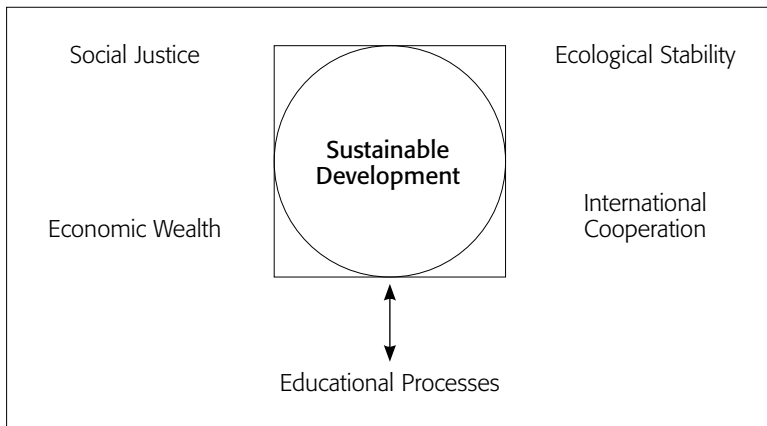 Social Justice
Ecological Stability
Sustainable
Development
Economic Wealth
International
Cooperation
Educational Processes